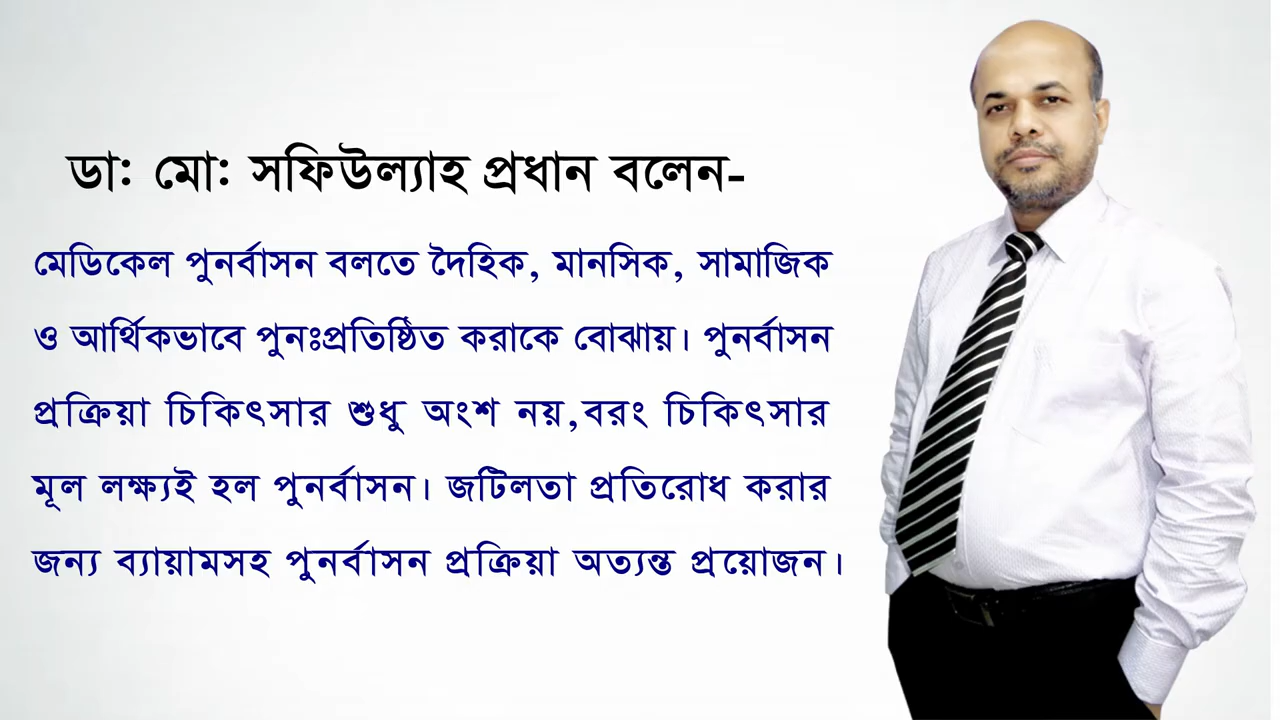 ডা: মো: সফিউল্যাহ প্রধান বলেন-
মেডিকেল পুনর্বাসন বলতে দৈহিক, মানসিক, সামাজিক
ও আর্থিকভাবে পুনঃপ্রতিষ্ঠিত করাকে বোঝায়। পুনর্বাসন
প্রক্রিয়া চিকিৎসার শুধু অংশ নয়,বরং চিকিৎসার
মূল লক্ষ্যই হল পুনর্বাসন। জটিলতা প্রতিরোধ করার
জন্য ব্যায়ামসহ পুনর্বাসন প্রক্রিয়া অত্যন্ত প্রয়োজন।